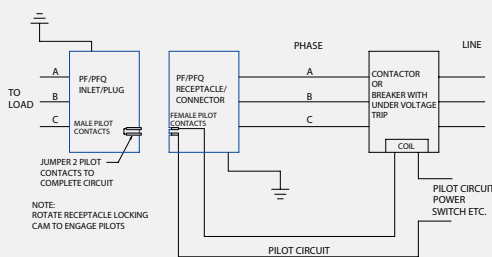 PHASE
LINE
A
PF/PFQ
INLET/PLUG
PF/PFQ
RECEPTACLE/
CONNECTOR
A
CONTACTOR
OR
BREAKER WITH
UNDER VOLTAGE
TRIP
TO
LOAD
B
B
C
MALE PILOT
CONTACTS
FEMALE PILOT
CONTACTS
C
COIL
JUMPER 2 PILOT
CONTACTS TO
COMPLETE CIRCUIT
PILOT CIRCUIT
POWER
SWITCH ETC.
NOTE:
ROTATE RECEPTACLE LOCKING
CAM TO ENGAGE PILOTS
PILOT CIRCUIT